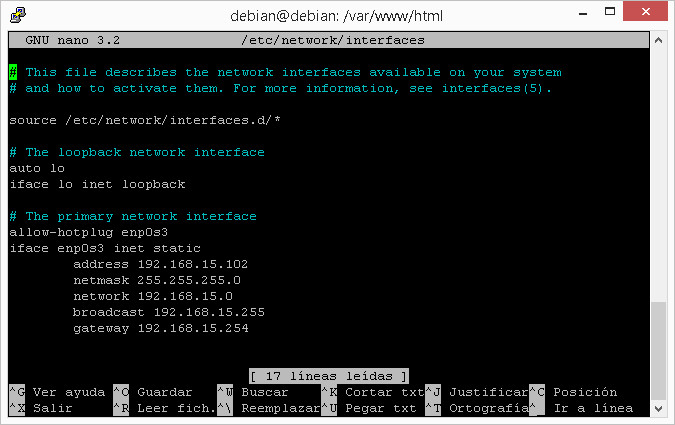 debian@debian: /var/www/html
GNU nano 3.2 /etc/network/interfaces
# This file describes the network interfaces available on your system
# and how to activate them. For more information, see interfaces(5).
source /etc/network/interfaces.d/*
# The loopback network interface
auto lo
iface lo inet loopback
# The primary network interface
allow-hotplug enp0s3
iface enp0s3 inet static
address 192.168.15.102
netmask 255.255.255.0
network 192.168.15.0
broadcast 192.168.15.255
gateway 192.168.15.254
[ 17 líneas leídas ]
^G Ver ayuda ^O Guardar ^W Buscar ^K Cortar txt ^J Justificar ^C Posición
^X Salir ^R Leer fich. ^\ Reemplazar ^U Pegar txt ^T Ortografía ^_ Ir a línea